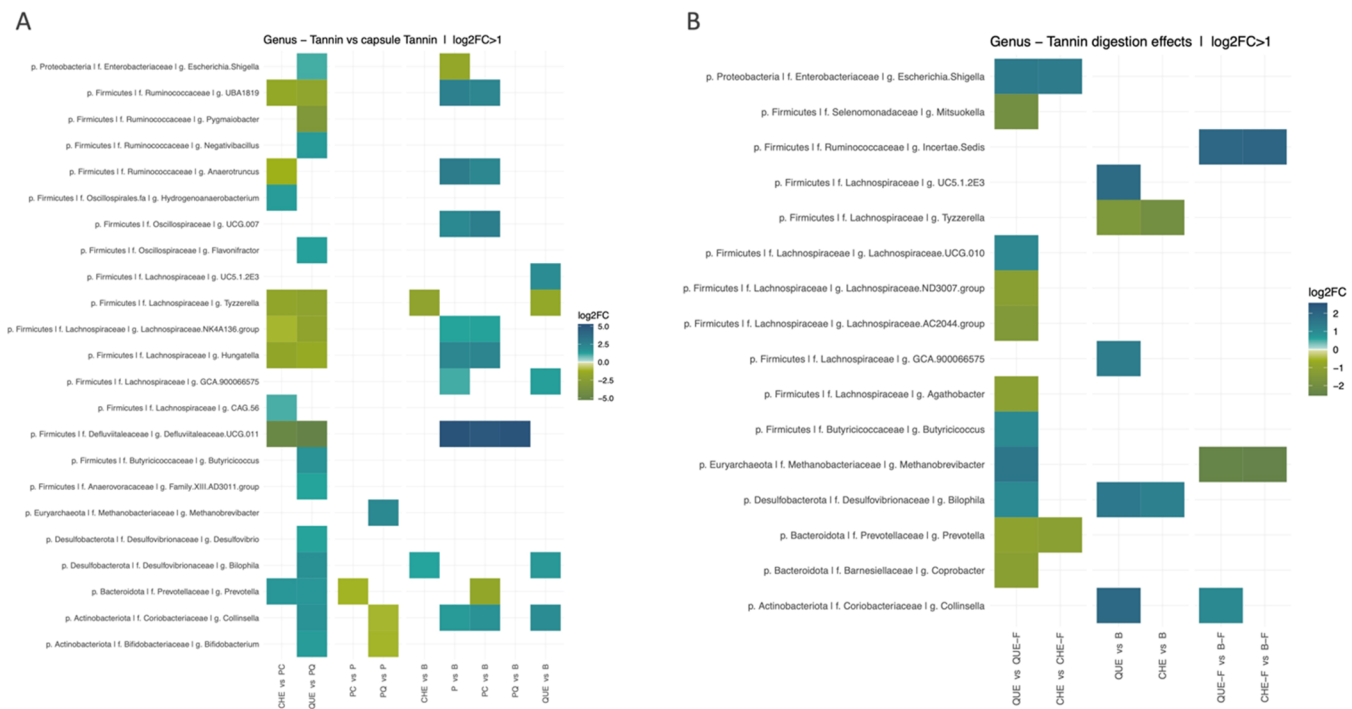 A
Genus – Tannin vs capsule Tannin | log2FC>1
p. Proteobacteria | f. Enterobacteriaceae | g. Escherichia.Shigella
p. Firmicutes | f. Ruminococcaceae | g. UBA1819
p. Firmicutes | f. Ruminococcaceae | g. Pygmaiobacter
p. Firmicutes | f. Ruminococcaceae | g. Negativibacillus
p. Firmicutes | f. Ruminococcaceae | g. Anaerotruncus
p. Firmicutes | f. Oscillospirales.fa | g. Hydrogenoanaerobacterium
p. Firmicutes | f. Oscillospiraceae | g. UCG.007
p. Firmicutes | f. Oscillospiraceae | g. Flavonifractor
p. Firmicutes | f. Lachnospiraceae | g. UC5.1.2E3
p. Firmicutes | f. Lachnospiraceae | g. Tyzzerella
p. Firmicutes | f. Lachnospiraceae | g. Lachnospiraceae.NK4A136.group
p. Firmicutes | f. Lachnospiraceae | g. Hungatella
p. Firmicutes | f. Lachnospiraceae | g. GCA.900066575
p. Firmicutes | f. Lachnospiraceae | g. CAG.56
p. Firmicutes | f. Defluviitaleaceae | g. Defluviitaleaceae.UCG.011
p. Firmicutes | f. Butyricicoccaceae | g. Butyricicoccus
p. Firmicutes | f. Anaerovoracaceae | g. Family.XIII.AD3011.group
p. Euryarchaeota | f. Methanobacteriaceae | g. Methanobrevibacter
p. Desulfobacterota | f. Desulfovibrionaceae | g. Desulfovibrio
p. Desulfobacterota | f. Desulfovibrionaceae | g. Bilophila
p. Bacteroidota | f. Prevotellaceae | g. Prevotella
p. Actinobacteriota | f. Coriobacteriaceae | g. Collinsella
p. Actinobacteriota | f. Bifidobacteriaceae | g. Bifidobacterium
CHE vs PC
QUE vs PQ
PC vs P
PQ vs P
CHE vs B
P vs B
PC vs B
PQ vs B
QUE vs B
log2FC
5.0
2.5
0.0
−2.5
−5.0
B
Genus – Tannin digestion effects | log2FC>1
p. Proteobacteria | f. Enterobacteriaceae | g. Escherichia.Shigella
p. Firmicutes | f. Selenomonadaceae | g. Mitsuokella
p. Firmicutes | f. Ruminococcaceae | g. Incertae.Sedis
p. Firmicutes | f. Lachnospiraceae | g. UC5.1.2E3
p. Firmicutes | f. Lachnospiraceae | g. Tyzzerella
p. Firmicutes | f. Lachnospiraceae | g. Lachnospiraceae.UCG.010
p. Firmicutes | f. Lachnospiraceae | g. Lachnospiraceae.ND3007.group
p. Firmicutes | f. Lachnospiraceae | g. Lachnospiraceae.AC2044.group
p. Firmicutes | f. Lachnospiraceae | g. GCA.900066575
p. Firmicutes | f. Lachnospiraceae | g. Agathobacter
p. Firmicutes | f. Butyricicoccaceae | g. Butyricicoccus
p. Euryarchaeota | f. Methanobacteriaceae | g. Methanobrevibacter
p. Desulfobacterota | f. Desulfovibrionaceae | g. Bilophila
p. Bacteroidota | f. Prevotellaceae | g. Prevotella
p. Bacteroidota | f. Barnesiellaceae | g. Coprobacter
p. Actinobacteriota | f. Coriobacteriaceae | g. Collinsella
QUE vs QUE−F
CHE vs CHE−F
QUE vs B
CHE vs B
QUE−F vs B−F
CHE−F vs B−F
log2FC
2
1
0
−1
−2